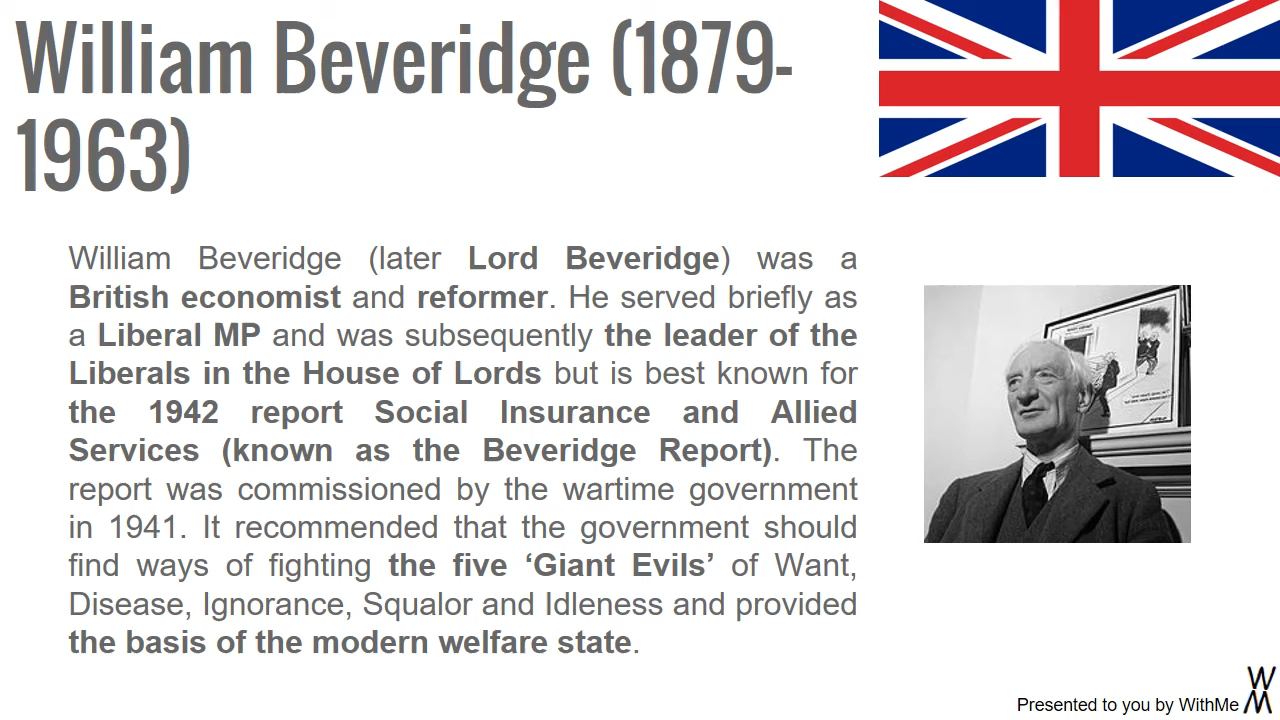 William Beveridge (1879-
1963)
William Beveridge (later Lord Beveridge) was a
British economist and reformer. He served briefly as
a Liberal MP and was subsequently the leader of the
Liberals in the House of Lords but is best known for
the 1942 report Social Insurance and Allied
Services (known as the Beveridge Report). The
report was commissioned by the wartime government
in 1941. It recommended that the government should
find ways of fighting the five ‘Giant Evils’ of Want,
Disease, Ignorance, Squalor and Idleness and provided
the basis of the modern welfare state.
Presented to you by WithMe
W
M